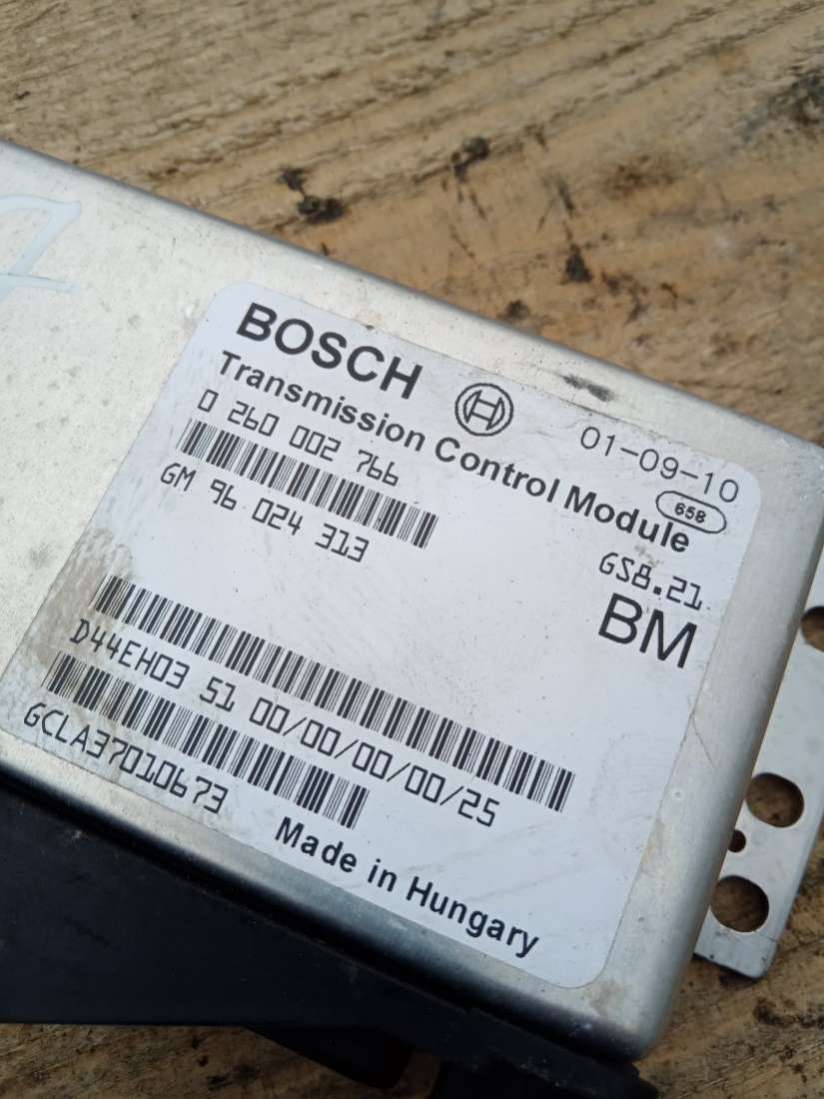 BOSCH
Transmission Control Module
01-09-10
0 260 002 766
658
GM 96 024 313
GS8.21
BM
D44EH03 S1 00/00/00/00/25
GCLA37010673
Made in Hungary